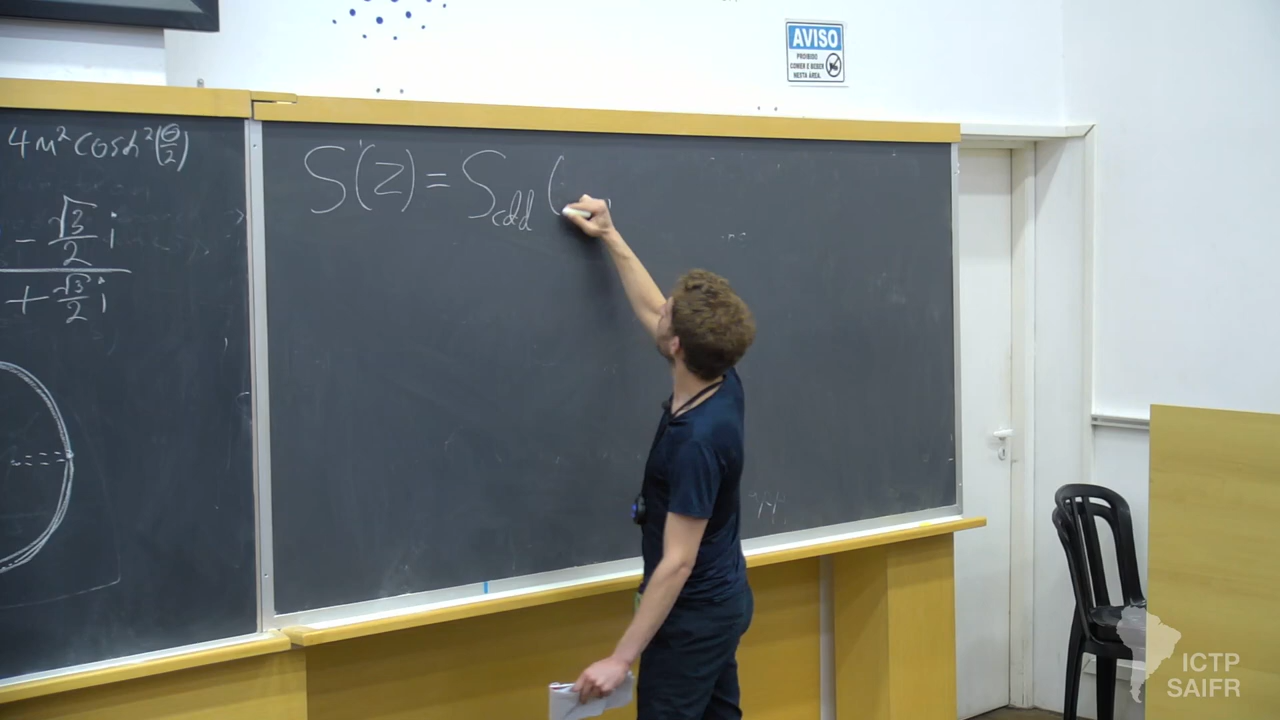 4m² cosh²(Θ/2)
- √3/2 i
+ √3/2 i
S(Z) = S_cdd (
AVISO
PROIBIDO
COMER E BEBER
NESTA ÁREA.
ICTP
SAIFR